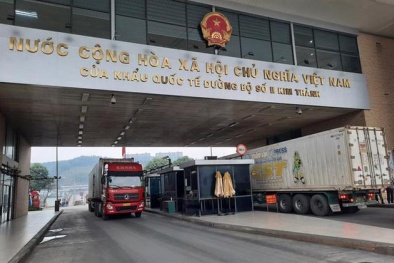 NƯỚC CỘNG HÒA XÃ HỘI CHỦ NGHĨA VIỆT NAM
CỬA KHẨU QUỐC TẾ ĐƯỜNG BỘ SỐ II KIM THÀNH